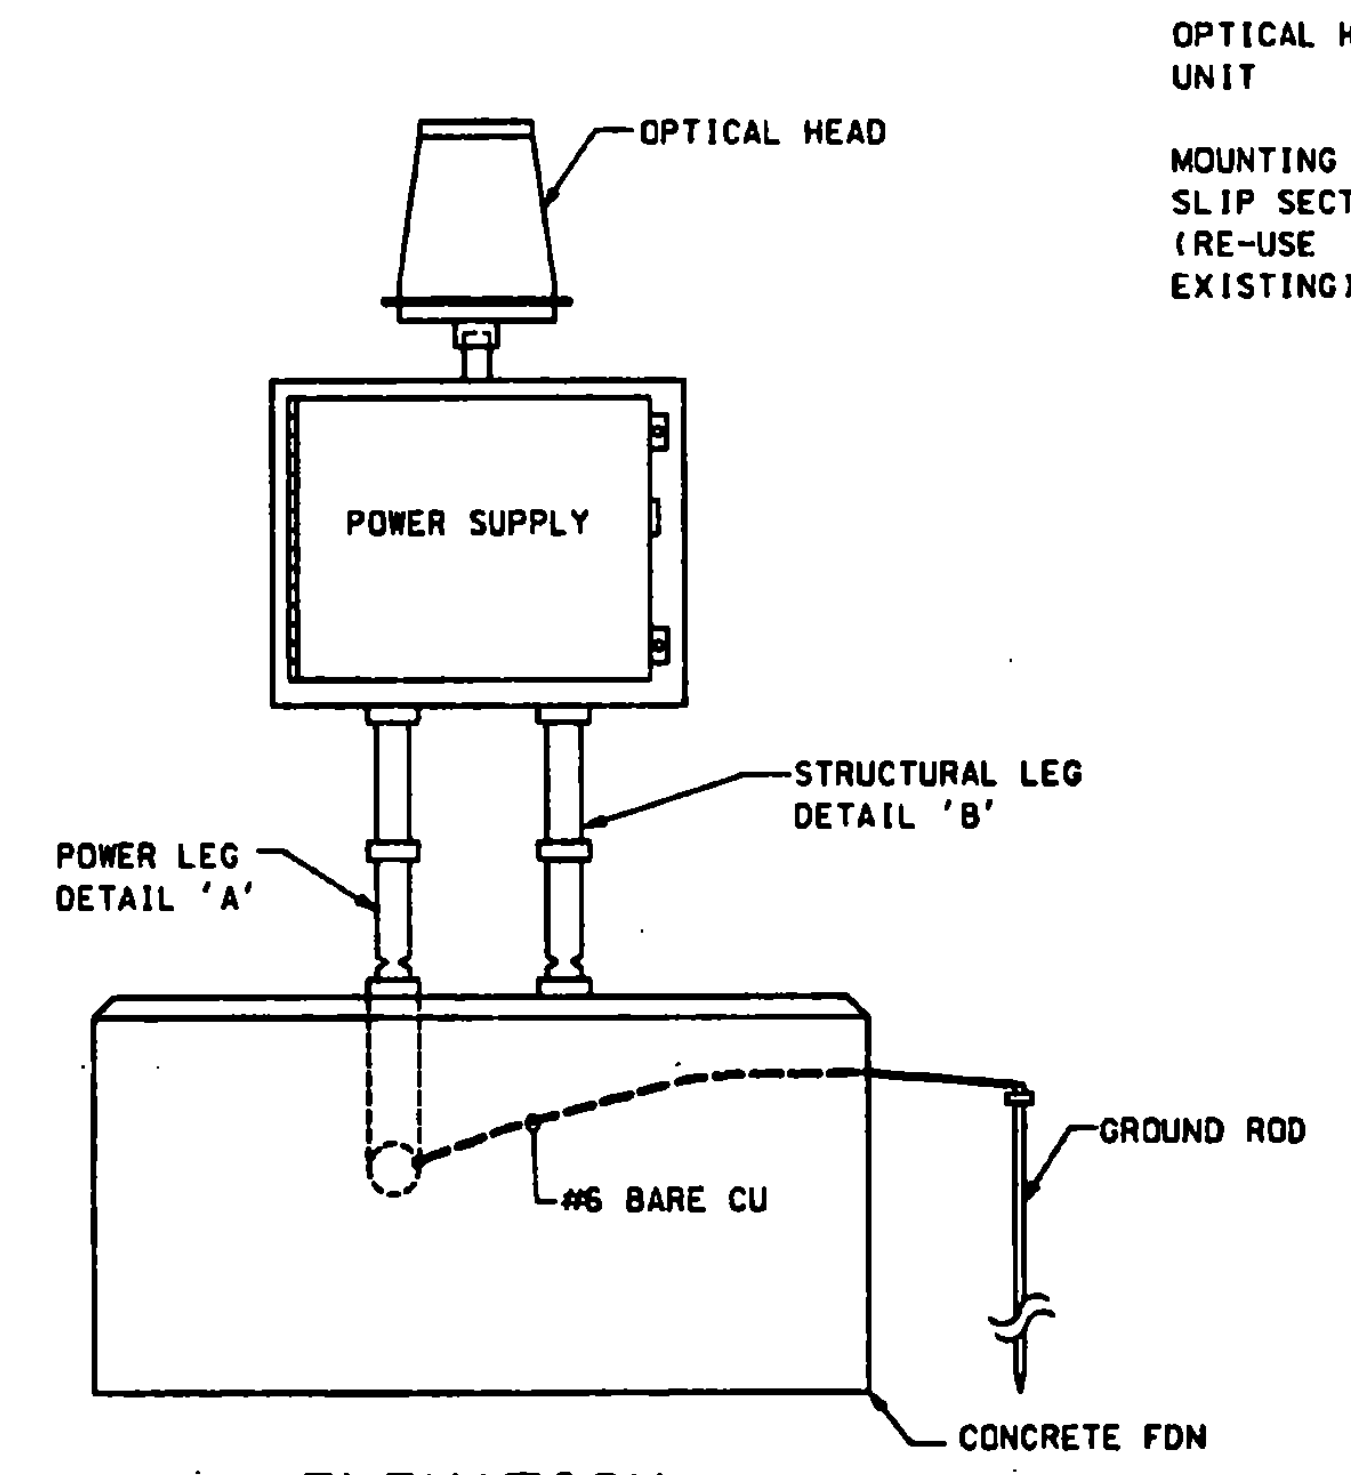 OPTICAL
UNIT
MOUNTING
SLIP
(RE-USE
EXISTING)
OPTICAL HEAD
POWER SUPPLY
STRUCTURAL LEG
DETAIL 'B'
POWER LEG
DETAIL 'A'
GROUND ROD
#6 BARE CU
CONCRETE FDN